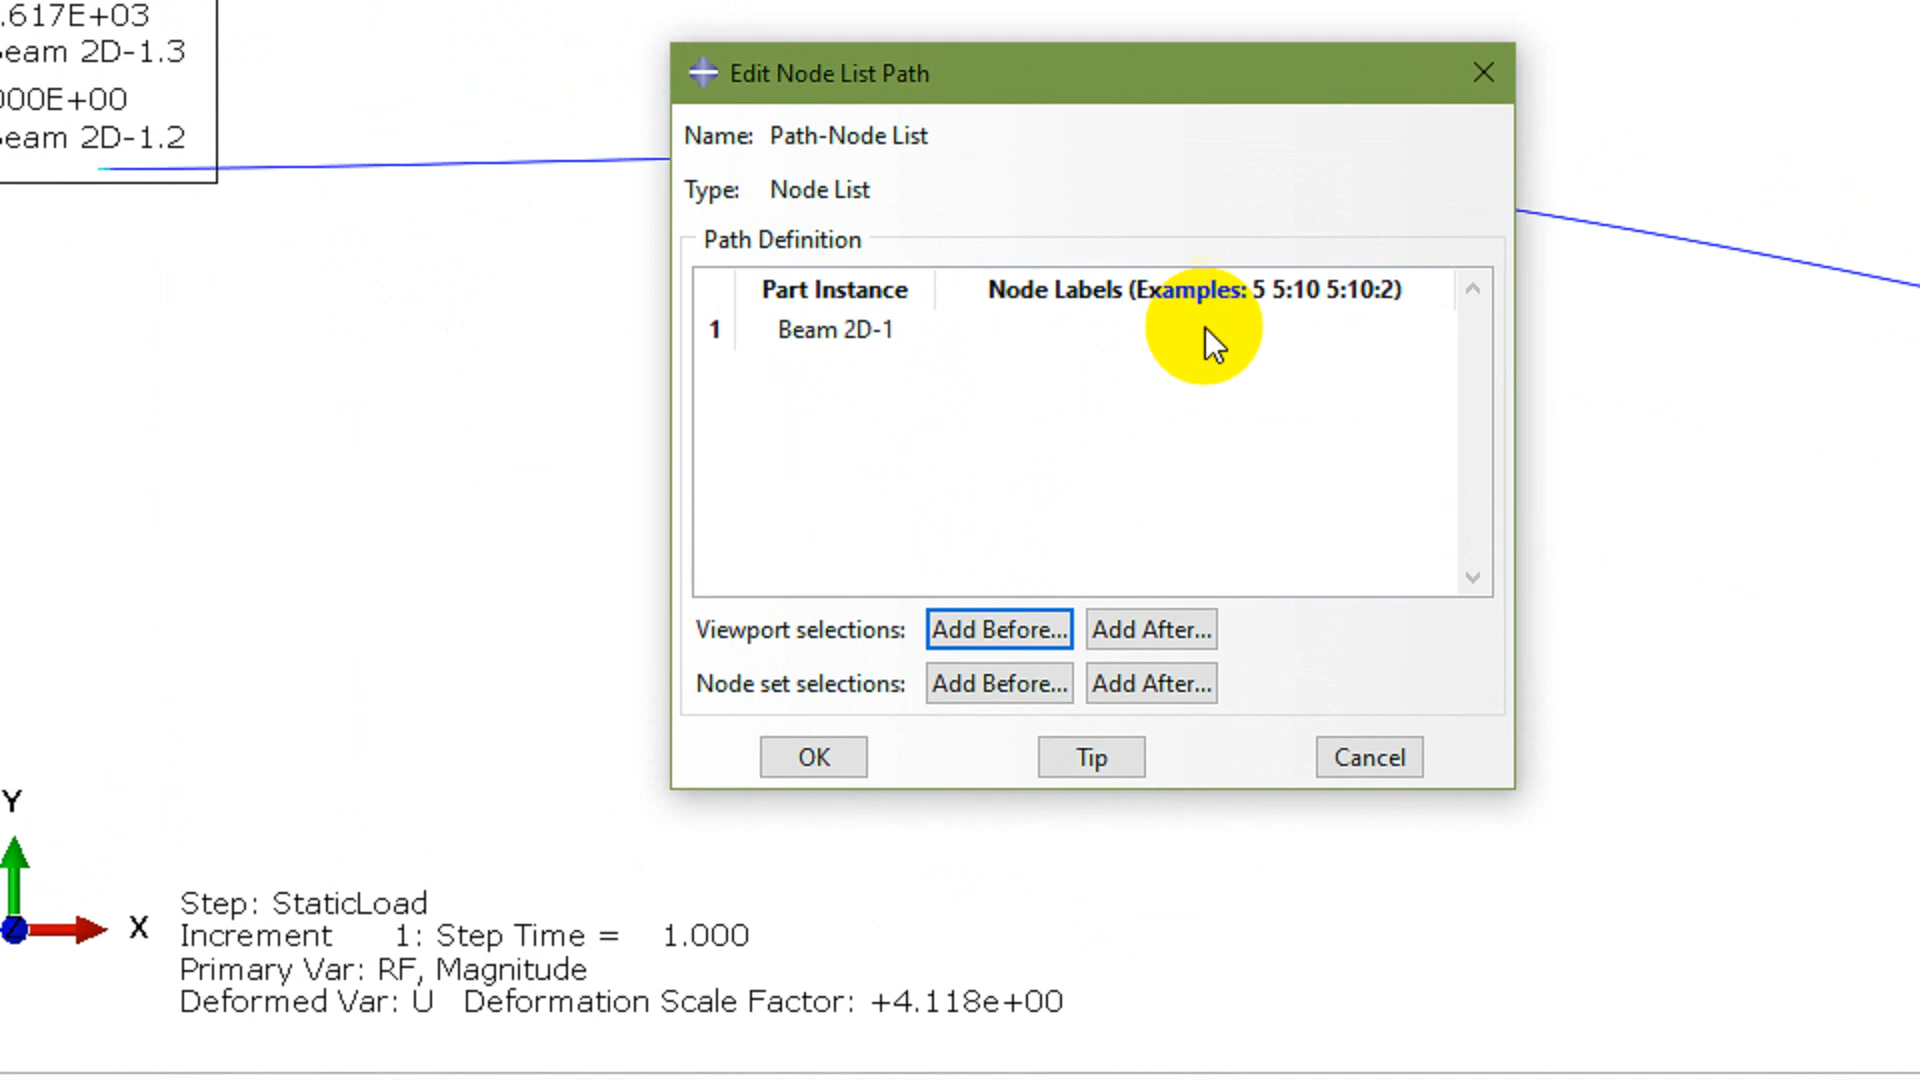 .617E+03
eam 2D-1.3
000E+00
eam 2D-1.2
Edit Node List Path
Name: Path-Node List
Type: Node List
Path Definition
Part Instance Node Labels (Examples: 5 5:10 5:10:2)
1 Beam 2D-1
Viewport selections: Add Before... Add After...
Node set selections: Add Before... Add After...
OK Tip Cancel
Y
Z
X
Step: StaticLoad
Increment 1: Step Time = 1.000
Primary Var: RF, Magnitude
Deformed Var: U Deformation Scale Factor: +4.118e+00